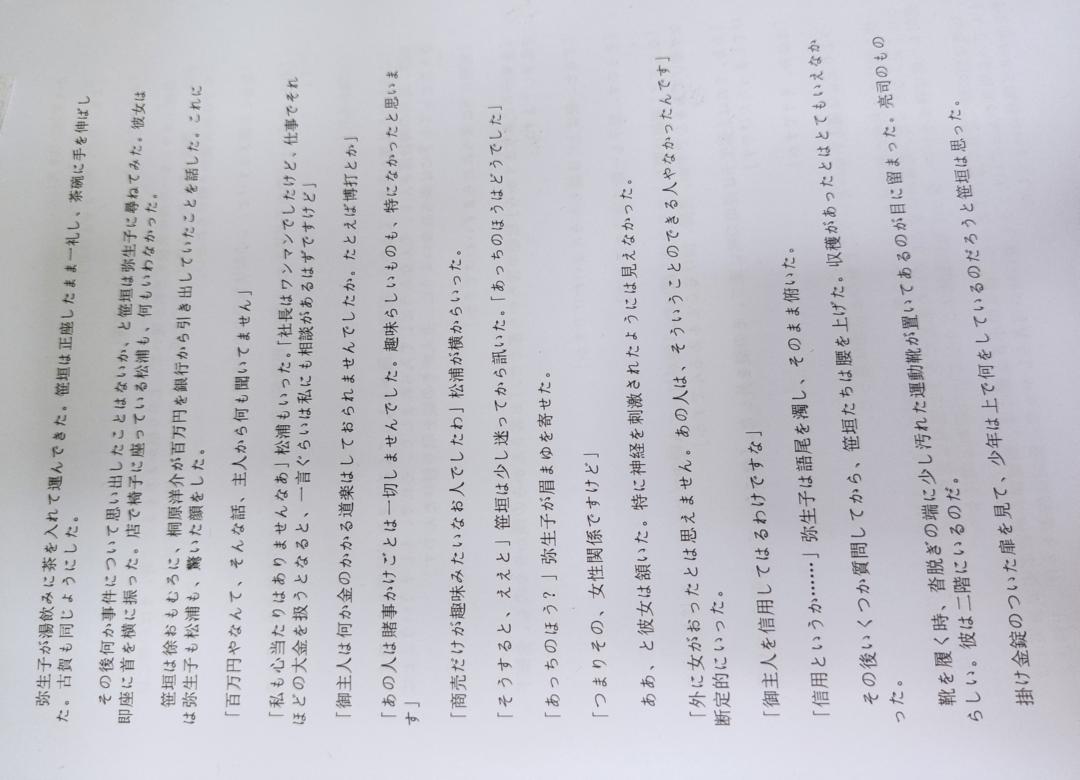 弥生子が湯飲みに茶を入れて運んできた。笹垣は正座したまま一礼し、茶碗に手を伸ばし
た。古賀も同じようにした。
その後何か事件について思い出したことはないか、と笹垣は弥生子に尋ねてみた。彼女は
即座に首を横に振った。店で椅子に座っている松浦も、何もいわなかった。
笹垣は徐おもむろに、桐原洋介が百万円を銀行から引き出していたことを話した。これに
は弥生子も松浦も、驚いた顔をした。
「百万円やなんて、そんな話、主人から何も聞いてません」
「私も心当たりはありませんなあ」松浦もいった。「社長はワンマンでしたけど、仕事でそれ
ほどの大金を扱うとなると、一言ぐらいは私にも相談があるはずですけど」
「御主人は何か金のかかる道楽はしておられませんでしたか。たとえば博打とか」
「あの人は賭事かけごとは一切しませんでした。趣味らしいものも、特になかったと思いま
す」
「商売だけが趣味みたいなお人でしたわ」松浦が横からいった。
「そうすると、ええと」笹垣は少し迷ってから訊いた。「あっちのほうはどうでした」
「あっちのほう？」弥生子が眉まゆを寄せた。
「つまりその、女性関係ですけど」
ああ、と彼女は頷いた。特に神経を刺激されたようには見えなかった。
「外に女がおったとは思えません。あの人は、そういうことのできる人やなかったんです」
断定的にいった。
「御主人を信用してはるわけですな」
「信用というか……」弥生子は語尾を濁し、そのまま俯いた。
その後いくつか質問してから、笹垣たちは腰を上げた。収穫があったとはとてもいえなか
った。
靴を履く時、沓脱ぎの端に少し汚れた運動靴が置いてあるのが目に留まった。亮司のもの
らしい。彼は二階にいるのだ。
掛け金錠のついた扉を見て、少年は上で何をしているのだろうと笹垣は思った。